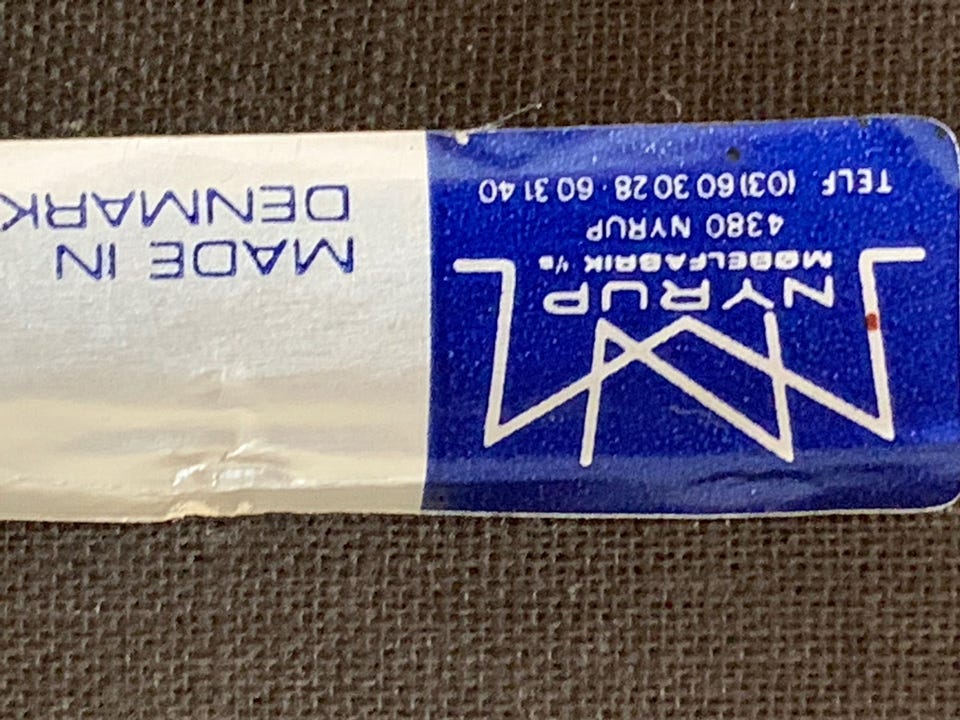 NYRUP
MØBELFABRIK A/S
4380 NYRUP
TELF. (03) 60 30 28 · 60 31 40
MADE IN
DENMARK